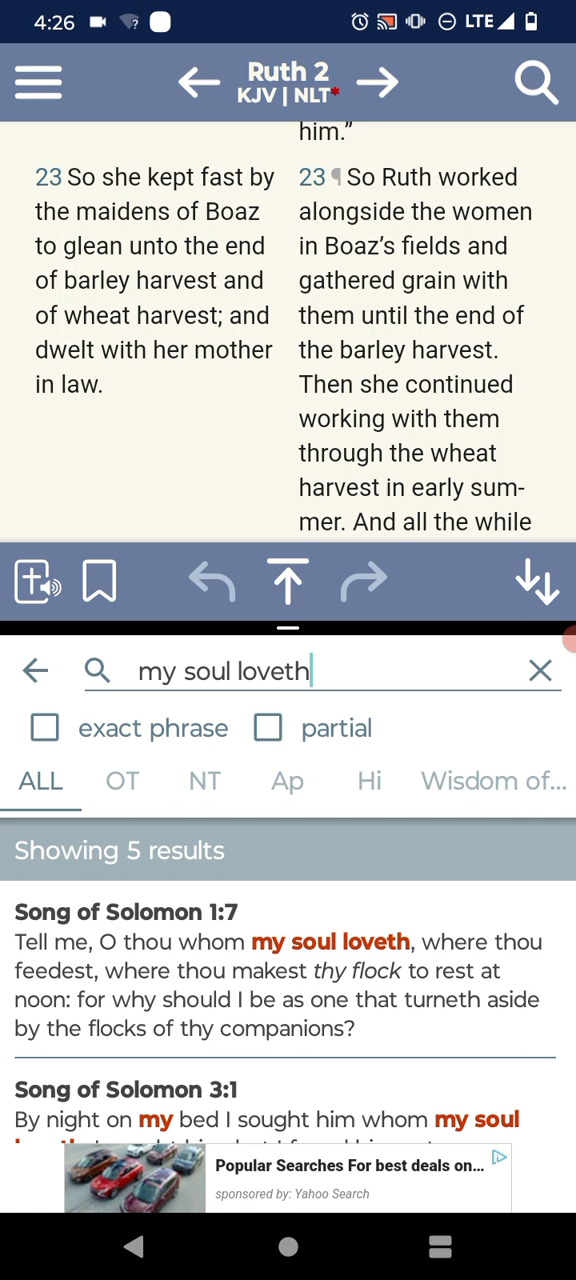 4:26
LTE
Ruth 2
KJV | NLT*
him.”
23 So she kept fast by
the maidens of Boaz
to glean unto the end
of barley harvest and
of wheat harvest; and
dwelt with her mother
in law.
23 ¶ So Ruth worked
alongside the women
in Boaz’s fields and
gathered grain with
them until the end of
the barley harvest.
Then she continued
working with them
through the wheat
harvest in early sum-
mer. And all the while
my soul loveth
exact phrase
partial
ALL OT NT Ap Hi Wisdom of...
Showing 5 results
Song of Solomon 1:7
Tell me, O thou whom my soul loveth, where thou
feedest, where thou makest thy flock to rest at
noon: for why should I be as one that turneth aside
by the flocks of thy companions?
Song of Solomon 3:1
By night on my bed I sought him whom my soul
Popular Searches For best deals on...
sponsored by: Yahoo Search